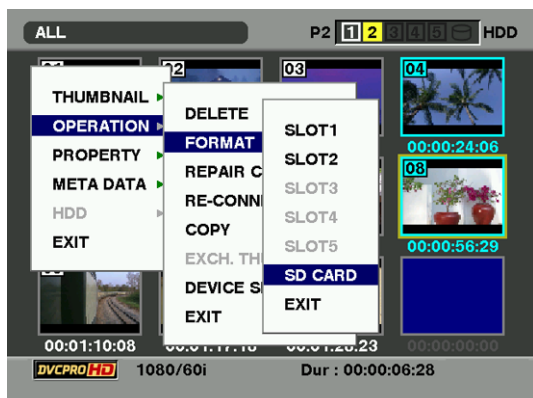 ALL P2 1 2 3 4 5 HDD
03 04
THUMBNAIL
OPERATION
PROPERTY
META DATA
HDD
EXIT
DELETE
FORMAT
REPAIR C
RE-CONN
COPY
EXCH. TH
DEVICE S
EXIT
SLOT1
SLOT2
SLOT3
SLOT4
SLOT5
SD CARD
EXIT
00:00:24:06
08
00:00:56:29
00:01:10:08 00:00:00:00
DVCPRO HD 1080/60i Dur : 00:00:06:28